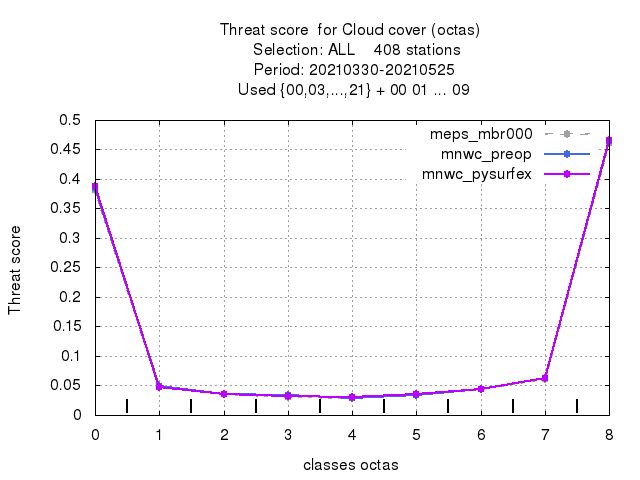 Threat score  for Cloud cover (octas)
Selection: ALL    408 stations
Period: 20210330-20210525
Used {00,03,...,21} + 00 01 ... 09
meps_mbr000
mnwc_preop
mnwc_pysurfex
0.5
0.45
0.4
0.35
0.3
0.25
0.2
0.15
0.1
0.05
0
Threat score
0 1 2 3 4 5 6 7 8
classes octas